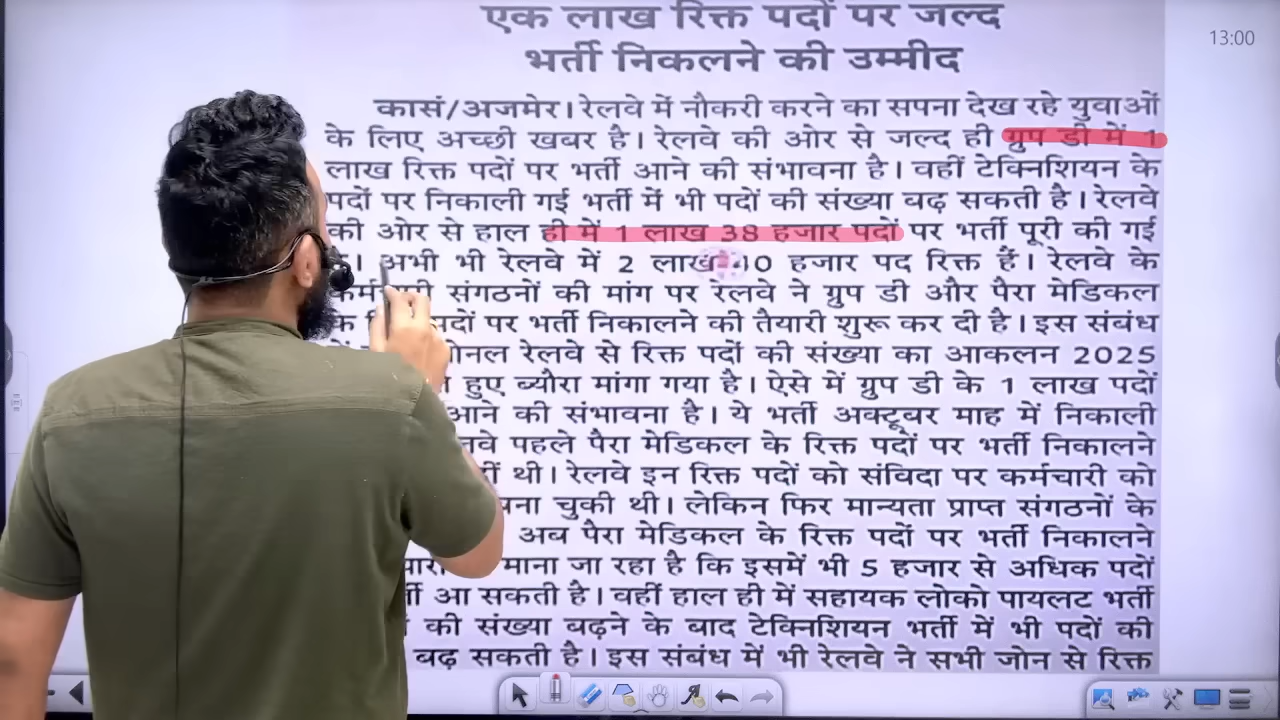 एक लाख रिक्त पदों पर जल्द
भर्ती निकलने की उम्मीद
13:00
कासं/अजमेर। रेलवे में नौकरी करने का सपना देख रहे युवाओं
के लिए अच्छी खबर है। रेलवे की ओर से जल्द ही ग्रुप डी में 1
लाख रिक्त पदों पर भर्ती आने की संभावना है। वहीं टेक्निशियन के
पदों पर निकाली गई भर्ती में भी पदों की संख्या बढ़ सकती है। रेलवे
की ओर से हाल ही में 1 लाख 38 हजार पदों पर भर्ती पूरी की गई
। अभी भी रेलवे में 2 लाख 40 हजार पद रिक्त हैं। रेलवे के
संगठनों की मांग पर रेलवे ने ग्रुप डी और पैरा मेडिकल
के पदों पर भर्ती निकालने की तैयारी शुरू कर दी है। इस संबंध
रेलवे से रिक्त पदों की संख्या का आकलन 2025
हुए ब्यौरा मांगा गया है। ऐसे में ग्रुप डी के 1 लाख पदों
आने की संभावना है। ये भर्ती अक्टूबर माह में निकाली
पहले पैरा मेडिकल के रिक्त पदों पर भर्ती निकालने
थी। रेलवे इन रिक्त पदों को संविदा पर कर्मचारी को
चुकी थी। लेकिन फिर मान्यता प्राप्त संगठनों के
अब पैरा मेडिकल के रिक्त पदों पर भर्ती निकालने
माना जा रहा है कि इसमें भी 5 हजार से अधिक पदों
आ सकती है। वहीं हाल ही में सहायक लोको पायलट भर्ती
की संख्या बढ़ने के बाद टेक्निशियन भर्ती में भी पदों की
बढ़ सकती है। इस संबंध में भी रेलवे ने सभी जोन से रिक्त